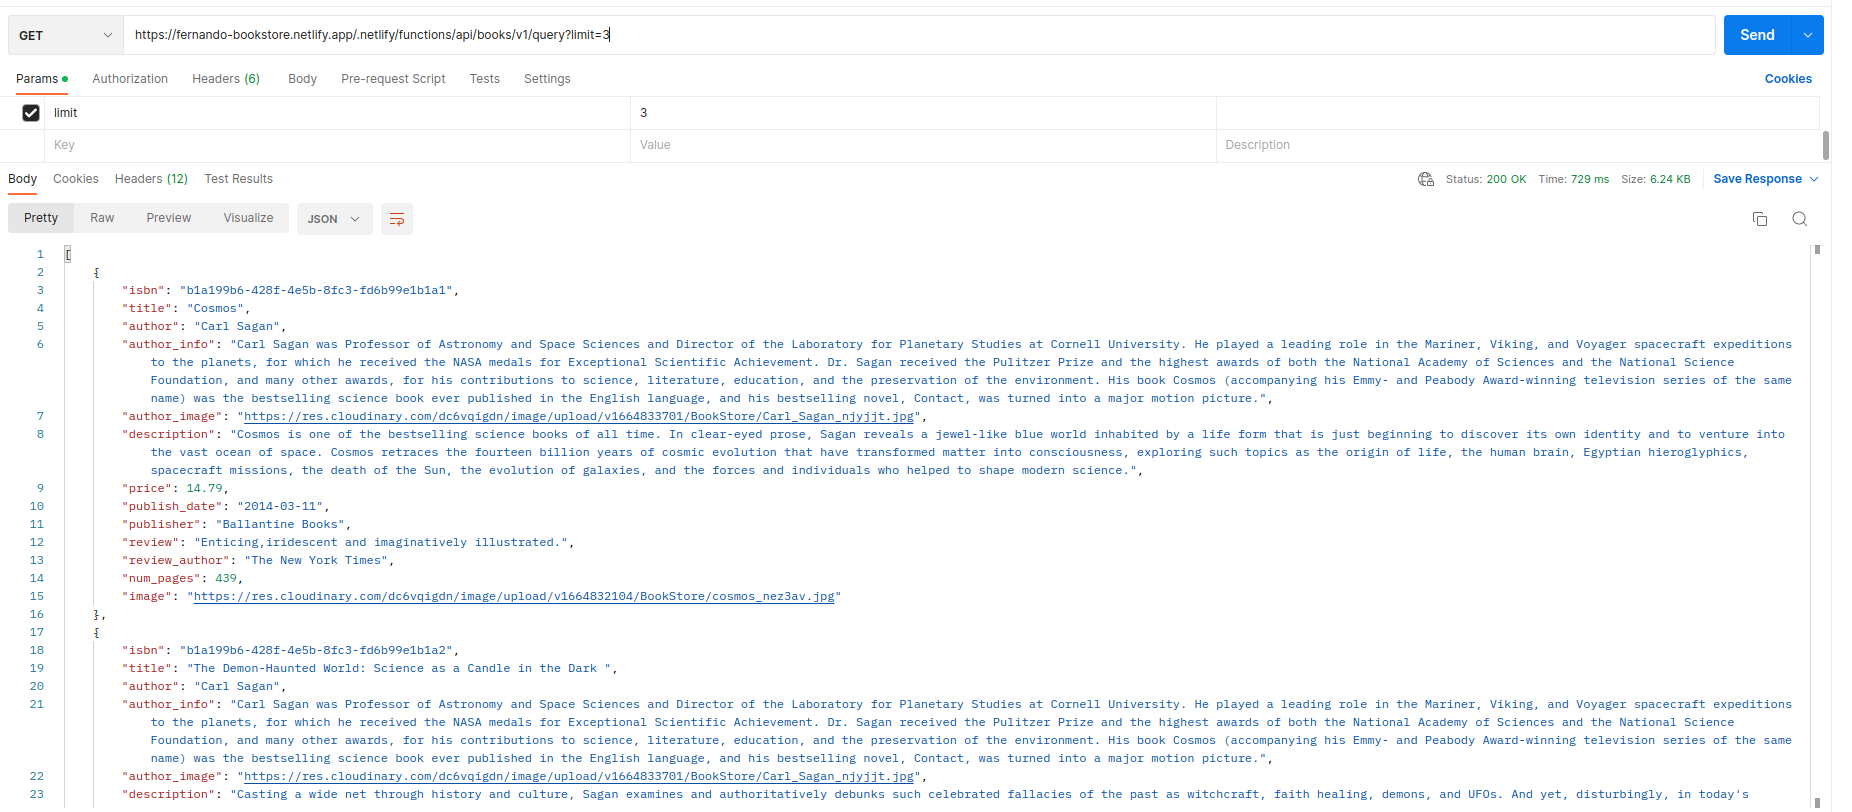 GET
https://fernando-bookstore.netlify.app/.netlify/functions/api/books/v1/query?limit=3
Send
Params Authorization Headers (6) Body Pre-request Script Tests Settings Cookies
limit 3
Key Value Description
Body Cookies Headers (12) Test Results Status: 200 OK Time: 729 ms Size: 6.24 KB Save Response
Pretty Raw Preview Visualize JSON
1 [
2 {
3 "isbn": "b1a199b6-428f-4e5b-8fc3-fd6b99e1b1a1",
4 "title": "Cosmos",
5 "author": "Carl Sagan",
6 "author_info": "Carl Sagan was Professor of Astronomy and Space Sciences and Director of the Laboratory for Planetary Studies at Cornell University. He played a leading role in the Mariner, Viking, and Voyager spacecraft expeditions
to the planets, for which he received the NASA medals for Exceptional Scientific Achievement. Dr. Sagan received the Pulitzer Prize and the highest awards of both the National Academy of Sciences and the National Science
Foundation, and many other awards, for his contributions to science, literature, education, and the preservation of the environment. His book Cosmos (accompanying his Emmy- and Peabody Award-winning television series of the same
name) was the bestselling science book ever published in the English language, and his bestselling novel, Contact, was turned into a major motion picture.",
7 "author_image": "https://res.cloudinary.com/dc6vqigdn/image/upload/v1664833701/BookStore/Carl_Sagan_njyjjt.jpg",
8 "description": "Cosmos is one of the bestselling science books of all time. In clear-eyed prose, Sagan reveals a jewel-like blue world inhabited by a life form that is just beginning to discover its own identity and to venture into
the vast ocean of space. Cosmos retraces the fourteen billion years of cosmic evolution that have transformed matter into consciousness, exploring such topics as the origin of life, the human brain, Egyptian hieroglyphics,
spacecraft missions, the death of the Sun, the evolution of galaxies, and the forces and individuals who helped to shape modern science.",
9 "price": 14.79,
10 "publish_date": "2014-03-11",
11 "publisher": "Ballantine Books",
12 "review": "Enticing,iridescent and imaginatively illustrated.",
13 "review_author": "The New York Times",
14 "num_pages": 439,
15 "image": "https://res.cloudinary.com/dc6vqigdn/image/upload/v1664832104/BookStore/cosmos_nez3av.jpg"
16 },
17 {
18 "isbn": "b1a199b6-428f-4e5b-8fc3-fd6b99e1b1a2",
19 "title": "The Demon-Haunted World: Science as a Candle in the Dark ",
20 "author": "Carl Sagan",
21 "author_info": "Carl Sagan was Professor of Astronomy and Space Sciences and Director of the Laboratory for Planetary Studies at Cornell University. He played a leading role in the Mariner, Viking, and Voyager spacecraft expeditions
to the planets, for which he received the NASA medals for Exceptional Scientific Achievement. Dr. Sagan received the Pulitzer Prize and the highest awards of both the National Academy of Sciences and the National Science
Foundation, and many other awards, for his contributions to science, literature, education, and the preservation of the environment. His book Cosmos (accompanying his Emmy- and Peabody Award-winning television series of the same
name) was the bestselling science book ever published in the English language, and his bestselling novel, Contact, was turned into a major motion picture.",
22 "author_image": "https://res.cloudinary.com/dc6vqigdn/image/upload/v1664833701/BookStore/Carl_Sagan_njyjjt.jpg",
23 "description": "Casting a wide net through history and culture, Sagan examines and authoritatively debunks such celebrated fallacies of the past as witchcraft, faith healing, demons, and UFOs. And yet, disturbingly, in today's